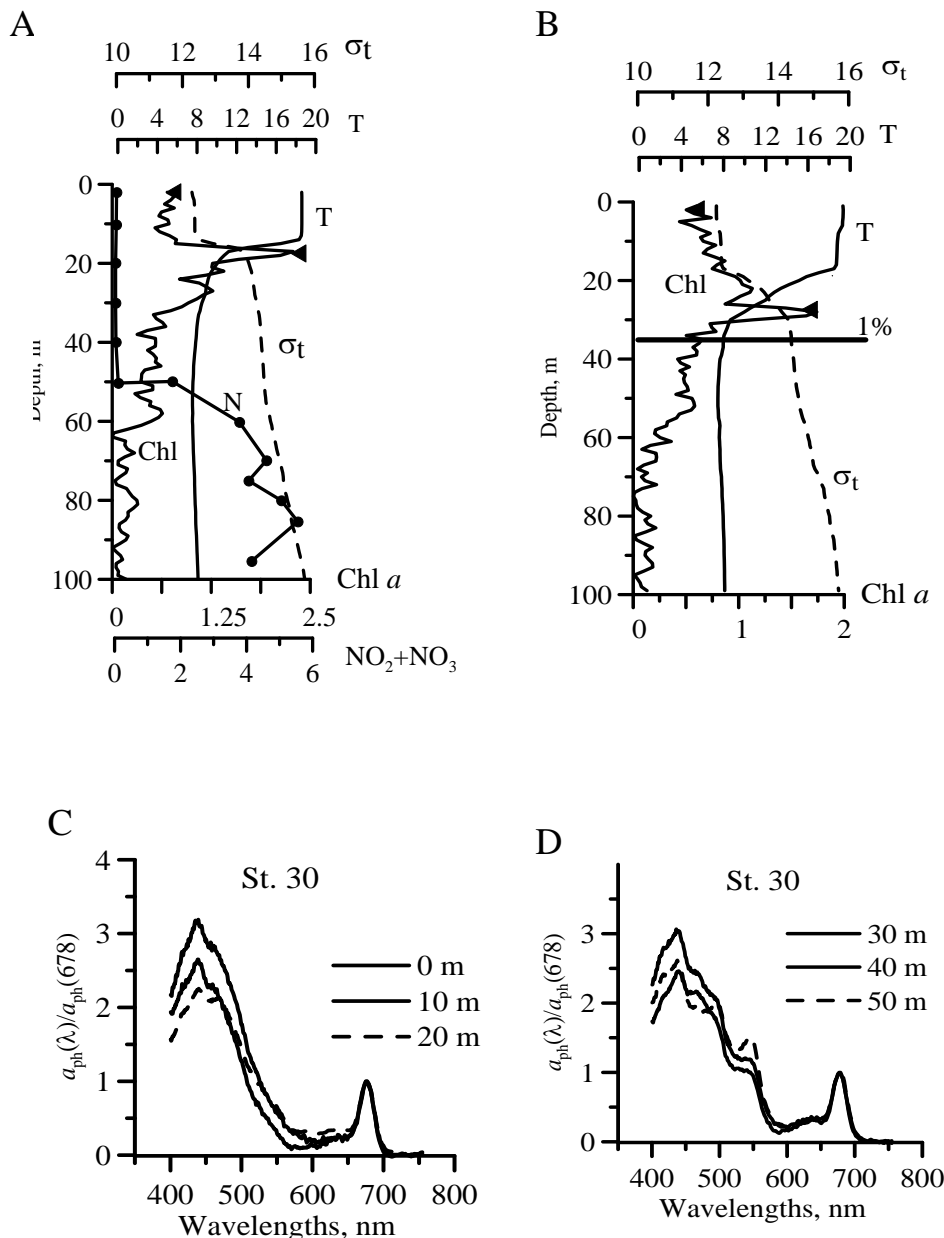 A
10 12 14 16 σt
0 4 8 12 16 20 T
0
20
40
60
80
100
T
σt
N
Chl
Chl a
0 1.25 2.5
0 2 4 6 NO2+NO3
B
10 12 14 16 σt
0 4 8 12 16 20 T
Depth, m
0
20
40
60
80
100
T
Chl
1%
σt
Chl a
0 1 2
C
St. 30
aph(λ)/aph(678)
4
3
2
1
0
0 m
10 m
20 m
400 500 600 700 800
Wavelengths, nm
D
St. 30
aph(λ)/aph(678)
3
2
1
0
30 m
40 m
50 m
400 500 600 700 800
Wavelengths, nm